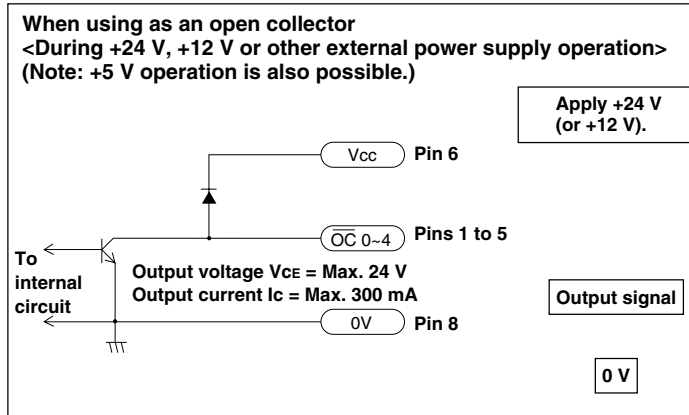 When using as an open collector
<During +24 V, +12 V or other external power supply operation>
(Note: +5 V operation is also possible.)
Apply +24 V
(or +12 V).
Vcc Pin 6
OC 0~4 Pins 1 to 5
To
internal
circuit
Output voltage VCE = Max. 24 V
Output current Ic = Max. 300 mA
Output signal
0V Pin 8
0 V